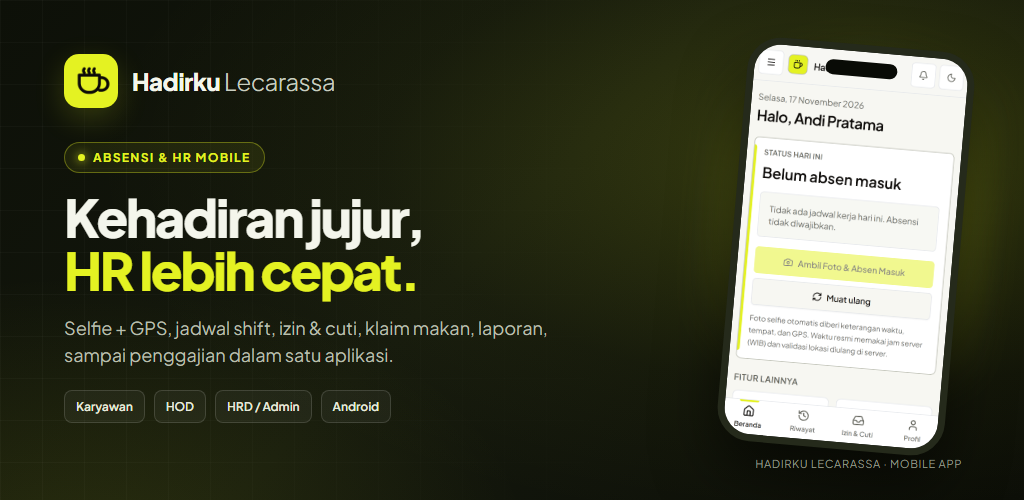 Hadirku Lecarassa
ABSENSI & HR MOBILE
Kehadiran jujur,
HR lebih cepat.
Selfie + GPS, jadwal shift, izin & cuti, klaim makan, laporan,
sampai penggajian dalam satu aplikasi.
Karyawan
HOD
HRD / Admin
Android
Selasa, 17 November 2026
Halo, Andi Pratama
STATUS HARI INI
Belum absen masuk
Tidak ada jadwal kerja hari ini. Absensi
tidak diwajibkan.
Ambil Foto & Absen Masuk
Muat ulang
Foto selfie otomatis diberi keterangan waktu,
tempat, dan GPS. Waktu resmi memakai jam server
(WIB) dan validasi lokasi diulang di server.
FITUR LAINNYA
Beranda
Riwayat
Izin & Cuti
Profil
HADIRKU LECARASSA · MOBILE APP